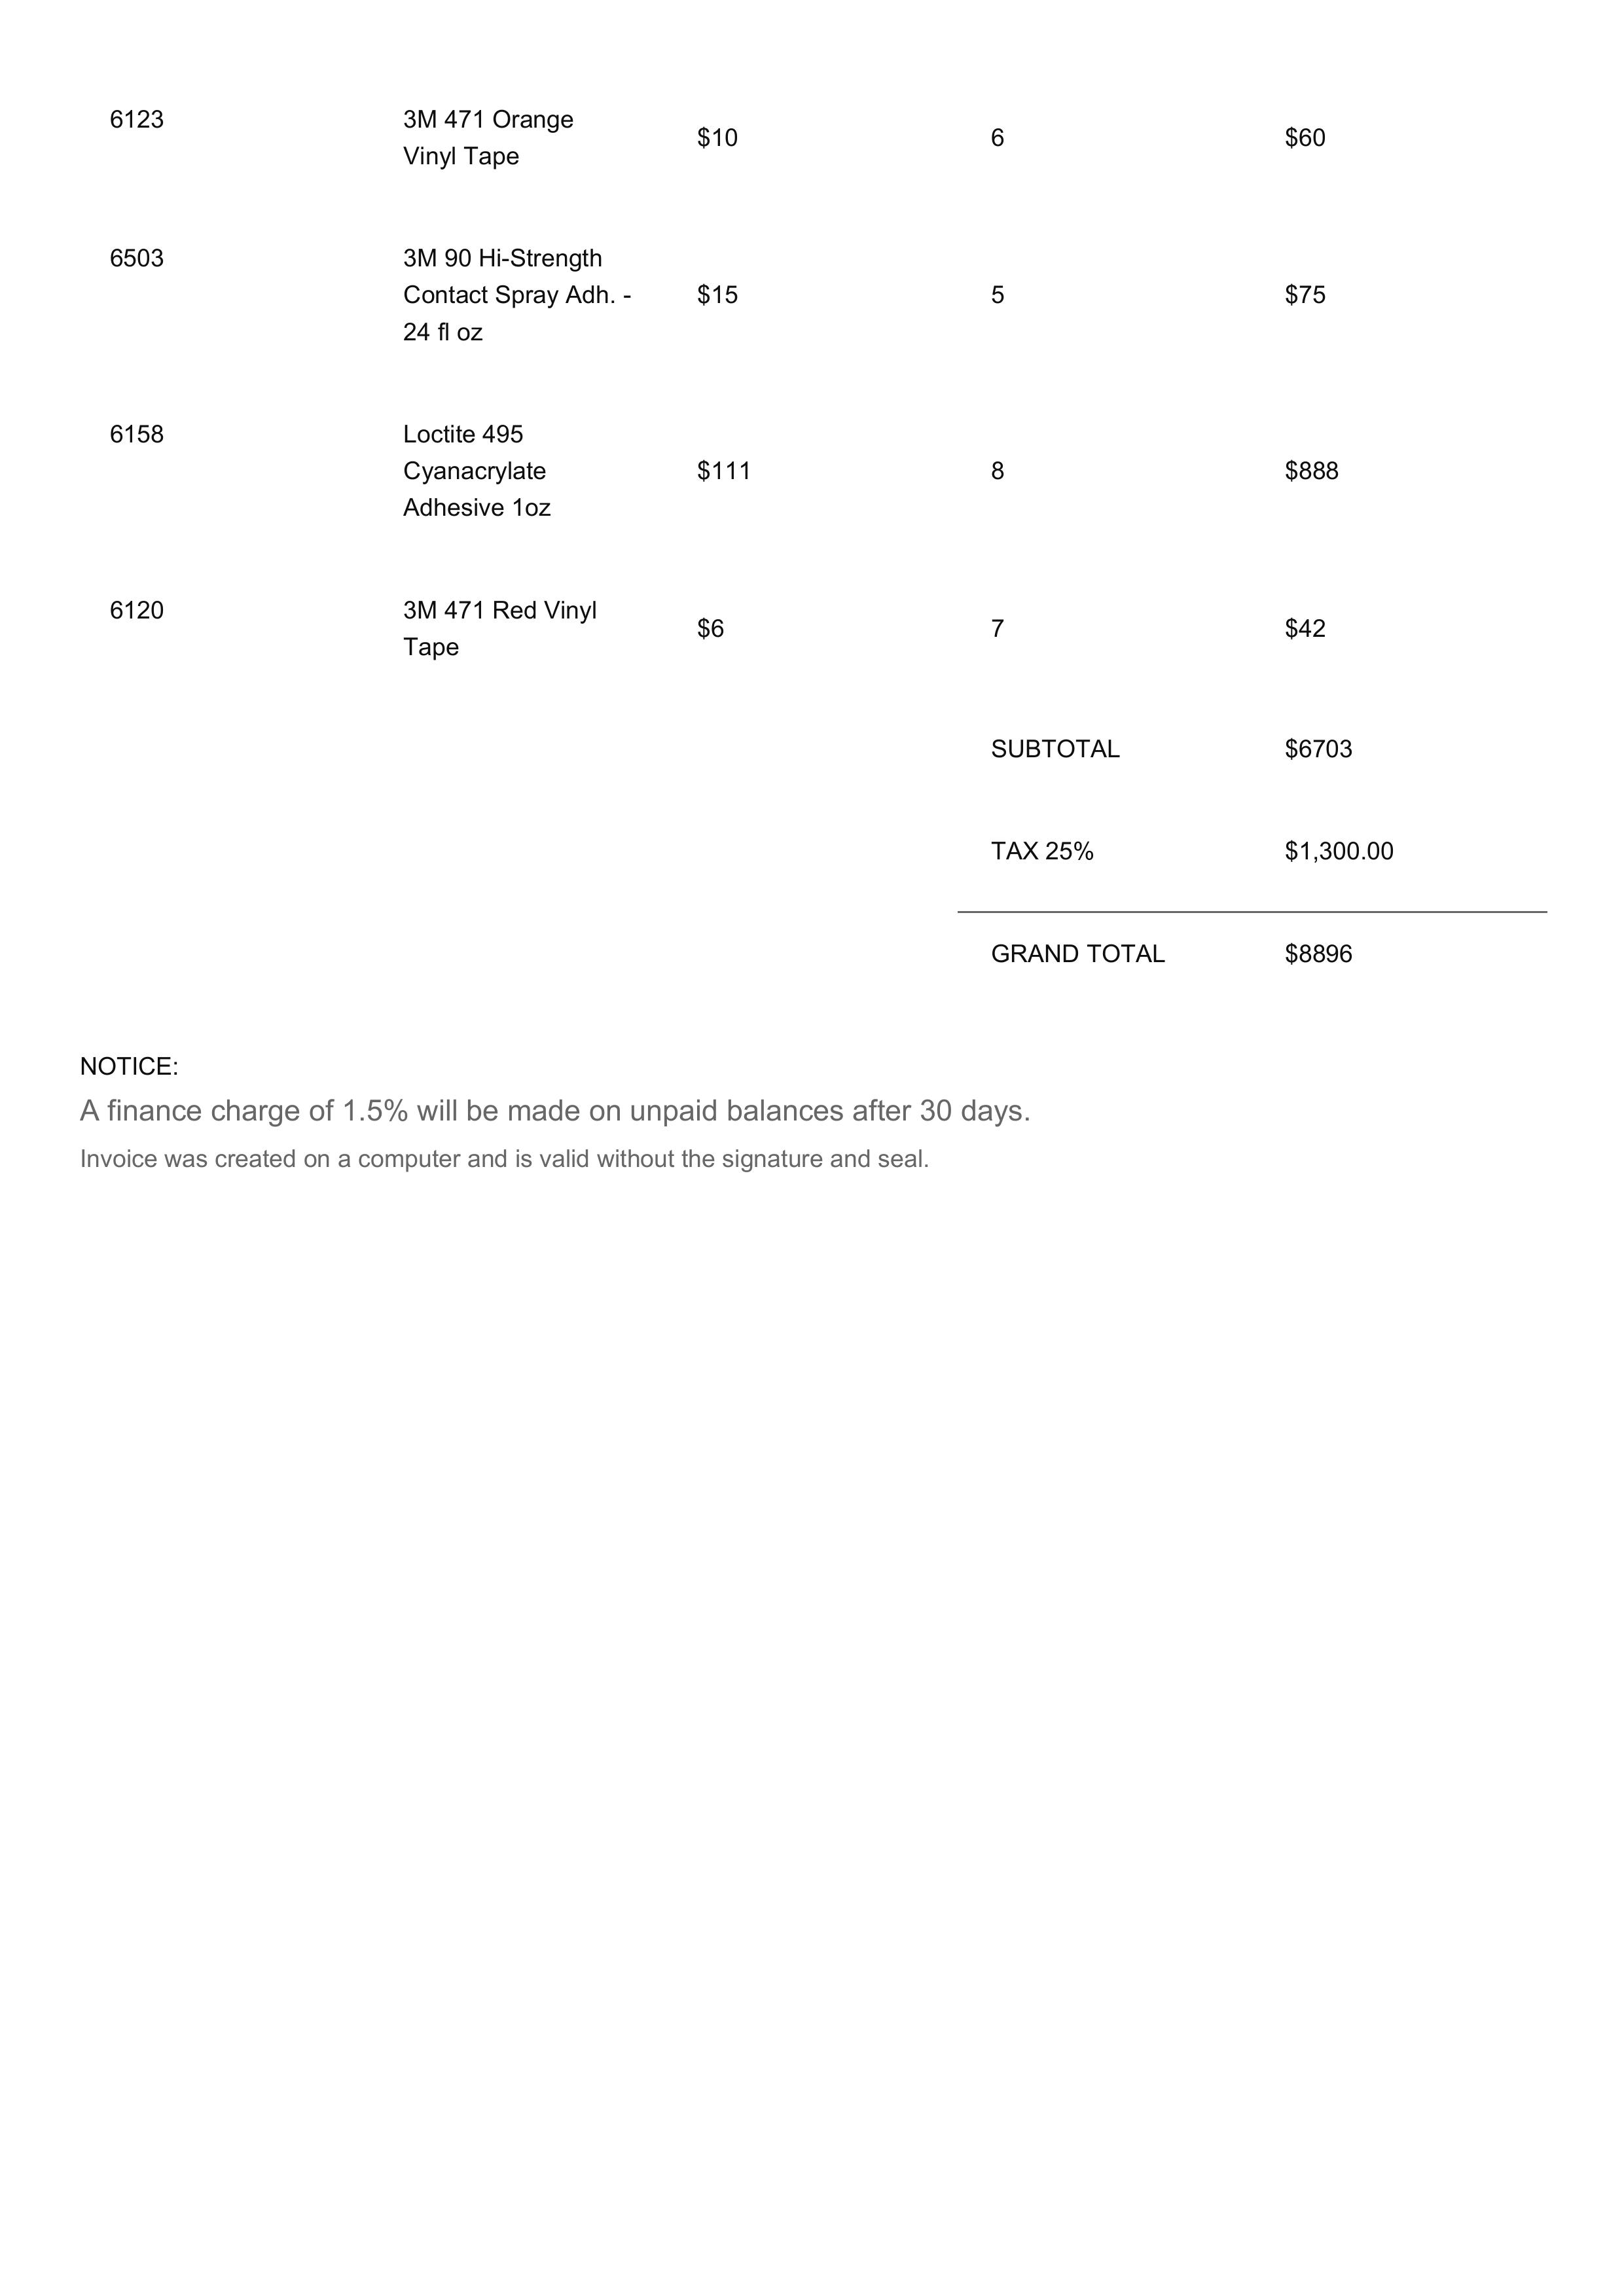 6123 3M 471 Orange Vinyl Tape $10 6 $60
6503 3M 90 Hi-Strength Contact Spray Adh. - 24 fl oz $15 5 $75
6158 Loctite 495 Cyanacrylate Adhesive 1oz $111 8 $888
6120 3M 471 Red Vinyl Tape $6 7 $42
SUBTOTAL $6703
TAX 25% $1,300.00
GRAND TOTAL $8896
NOTICE:
A finance charge of 1.5% will be made on unpaid balances after 30 days.
Invoice was created on a computer and is valid without the signature and seal.